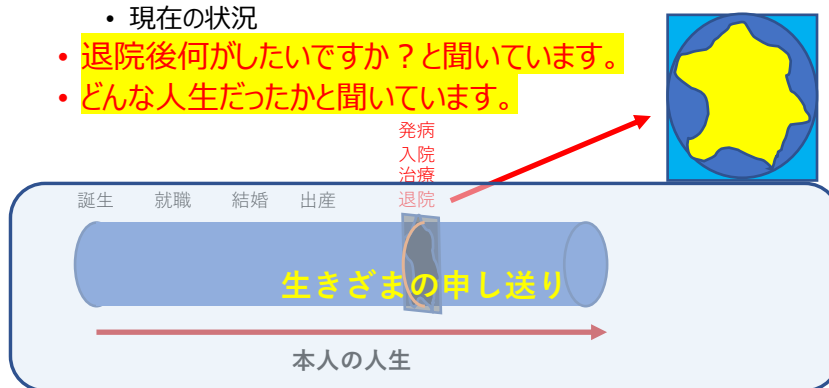 • 現在の状況
• 退院後何がしたいですか？と聞いています。
• どんな人生だったかと聞いています。
発病
入院
治療
誕生 就職 結婚 出産 退院
生きざまの申し送り
本人の人生